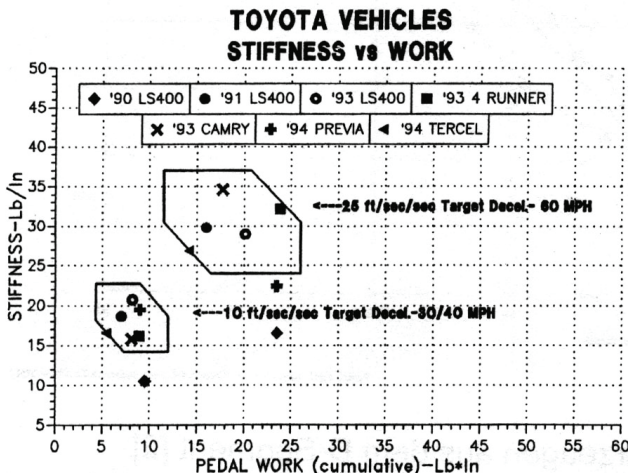 TOYOTA VEHICLES
STIFFNESS vs WORK
50
45
40
35
30
25
20
15
10
5
STIFFNESS-Lb/In
'90 LS400 '91 LS400 '93 LS400 '93 4 RUNNER
'93 CAMRY '94 PREVIA '94 TERCEL
<---25 ft/sec/sec Target Decel.- 60 MPH
<---10 ft/sec/sec Target Decel.-30/40 MPH
0 5 10 15 20 25 30 35 40 45 50 55 60
PEDAL WORK (cumulative)-Lb*In